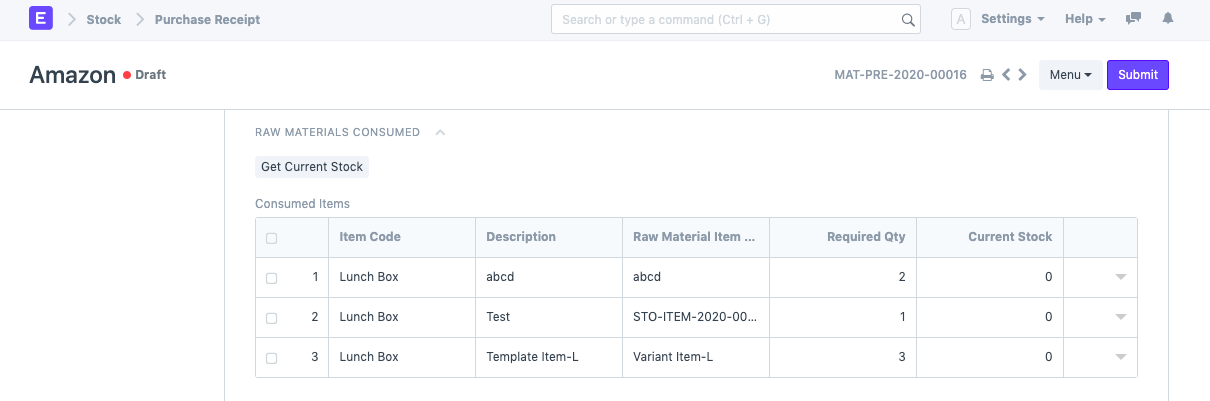 E Stock Purchase Receipt Search or type a command (Ctrl + G) A Settings Help
Amazon Draft MAT-PRE-2020-00016 Menu Submit
RAW MATERIALS CONSUMED
Get Current Stock
Consumed Items
Item Code Description Raw Material Item ... Required Qty Current Stock
1 Lunch Box abcd abcd 2 0
2 Lunch Box Test STO-ITEM-2020-00... 1 0
3 Lunch Box Template Item-L Variant Item-L 3 0